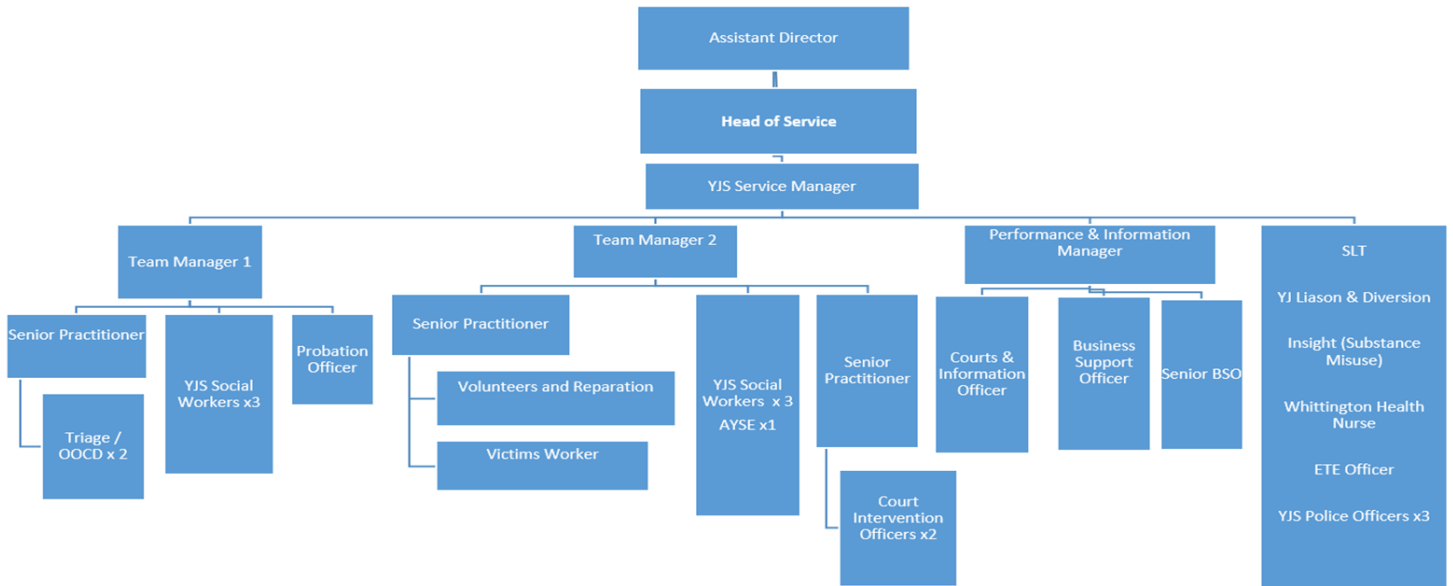 Assistant Director
Head of Service
YJS Service Manager
Team Manager 1
Senior Practitioner
Triage /
OOCD x 2
YJS Social
Workers x3
Probation
Officer
Team Manager 2
Senior Practitioner
Volunteers and Reparation
Victims Worker
YJS Social
Workers x 3
AYSE x1
Senior
Practitioner
Court
Intervention
Officers x2
Performance & Information
Manager
Courts &
Information
Officer
Business
Support
Officer
Senior BSO
SLT
YJ Liason & Diversion
Insight (Substance
Misuse)
Whittington Health
Nurse
ETE Officer
YJS Police Officers x3